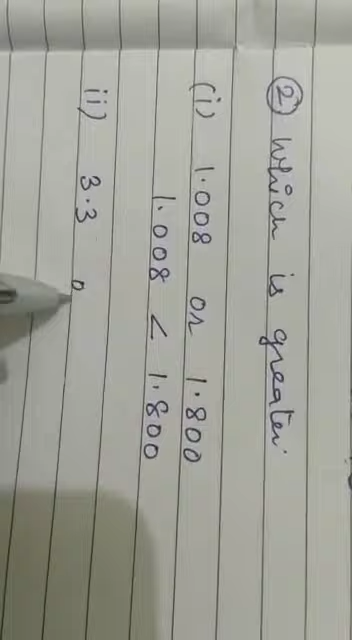 ② Which is greater.
(i) 1.008 or 1.800
1.008 < 1.800
ii) 3.3 o